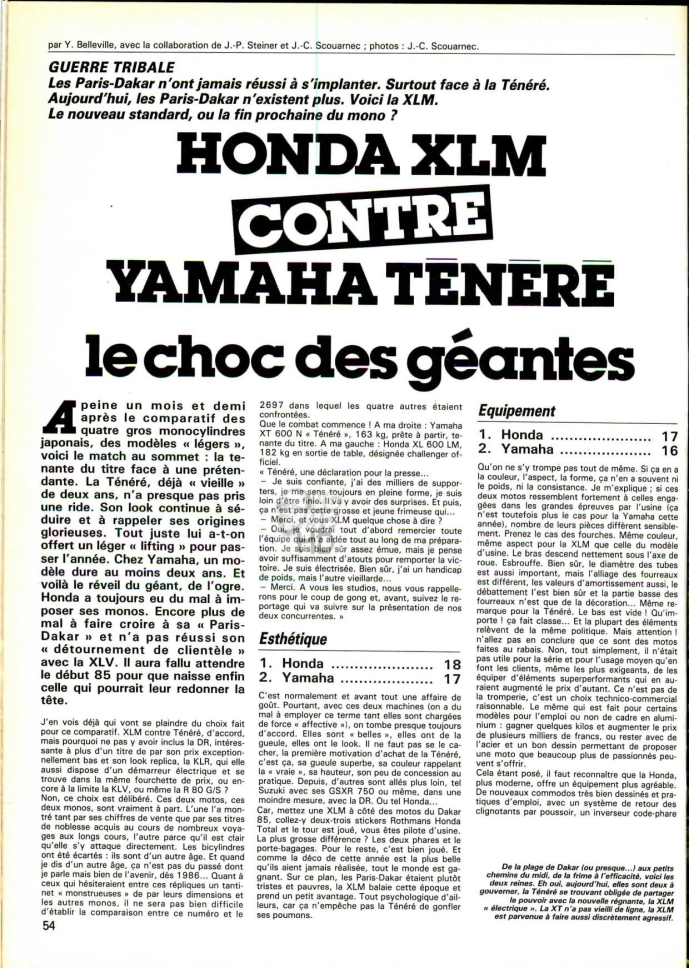 par Y. Belleville, avec la collaboration de J.-P. Steiner et J.-C. Scouarnec ; photos : J.-C. Scouarnec.
GUERRE TRIBALE
Les Paris-Dakar n'ont jamais réussi à s'implanter. Surtout face à la Ténéré.
Aujourd'hui, les Paris-Dakar n'existent plus. Voici la XLM.
Le nouveau standard, ou la fin prochaine du mono ?
HONDA XLM
CONTRE
YAMAHA TÉNÉRÉ
le choc des géantes
A peine un mois et demi
après le comparatif des
quatre gros monocylindres
japonais, des modèles « légers »,
voici le match au sommet : la te-
nante du titre face à une préten-
dante. La Ténéré, déjà « vieille »
de deux ans, n'a presque pas pris
une ride. Son look continue à sé-
duire et à rappeler ses origines
glorieuses. Tout juste lui a-t-on
offert un léger « lifting » pour pas-
ser l'année. Chez Yamaha, un mo-
dèle dure au moins deux ans. Et
voilà le réveil du géant, de l'ogre.
Honda a toujours eu du mal à im-
poser ses monos. Encore plus de
mal à faire croire à sa « Paris-
Dakar » et n'a pas réussi son
« détournement de clientèle »
avec la XLV. Il aura fallu attendre
le début 85 pour que naisse enfin
celle qui pourrait leur redonner la
tête.
J'en vois déjà qui vont se plaindre du choix fait
pour ce comparatif. XLM contre Ténéré, d'accord,
mais pourquoi ne pas y avoir inclus la DR, intéres-
sante à plus d'un titre de par son prix exception-
nellement bas et son look replica, la KLR, qui elle
aussi dispose d'un démarreur électrique et se
trouve dans la même fourchette de prix, ou en-
core à la limite la KLV, ou même la R 80 G/S ?
Non, ce choix est délibéré. Ces deux motos, ces
deux monos, sont vraiment à part. L'une l'a mon-
tré tant par ses chiffres de vente que par ses titres
de noblesse acquis au cours de nombreux voya-
ges aux longs cours, l'autre parce qu'il est clair
qu'elle s'y attaque directement. Les bicylindres
ont été écartés : ils sont d'un autre âge. Et quand
je dis d'un autre âge, ça n'est pas du passé dont
je parle mais bien de l'avenir, dès 1986... Quant à
ceux qui hésiteraient entre ces répliques un tanti-
net « monstrueuses » de par leurs dimensions et
les autres monos, il ne sera pas bien difficile
d'établir la comparaison entre ce numéro et le
54
2697 dans lequel les quatre autres étaient
confrontées.
Que le combat commence ! A ma droite : Yamaha
XT 600 N « Ténéré », 163 kg, prête à partir, te-
nante du titre. A ma gauche : Honda XL 600 LM,
182 kg en sortie de table, désignée challenger of-
ficiel.
« Ténéré, une déclaration pour la presse...
– Je suis confiante, j'ai des milliers de suppor-
ters, je tiens toujours en pleine forme, je suis
loin d'être finie. Il va y avoir des surprises. Et puis,
ça n'est pas cette grosse et jeune frimeuse qui...
– Merci, et vous XLM quelque chose à dire ?
– Oui, je voudrai tout d'abord remercier toute
l'équipe qui m'a aidée tout au long de ma prépara-
tion. Je suis bien sûr assez émue, mais je pense
avoir suffisamment d'atouts pour remporter la vic-
toire. Je suis électrisée. Bien sûr, j'ai un handicap
de poids, mais l'autre vieillarde...
– Merci. A vous les studios, nous vous rappelle-
rons pour le coup de gong et, avant, suivez le re-
portage qui va suivre sur la présentation de nos
deux concurrentes. »
Esthétique
1. Honda ..................... 18
2. Yamaha ................... 17
C'est normalement et avant tout une affaire de
goût. Pourtant, avec ces deux machines (on a du
mal à employer ce terme tant elles sont chargées
de force « affective »), on tombe presque toujours
d'accord. Elles sont « belles », elles ont de la
gueule, elles ont le look. Il ne faut pas se le ca-
cher, la première motivation d'achat de la Ténéré,
c'est ça, sa gueule superbe, sa couleur rappelant
la « vraie », sa hauteur, son peu de concession au
pratique. Depuis, d'autres sont allés plus loin, tel
Suzuki avec ses GSXR 750 ou même, dans une
moindre mesure, avec la DR. Ou tel Honda...
Car, mettez une XLM à côté des motos du Dakar
85, collez-y deux-trois stickers Rothmans Hontôt
Total et le tour est joué, vous êtes pilote d'usine.
La plus grosse différence ? Les deux phares et le
porte-bagages. Pour le reste, c'est bien joué. Et
comme la déco de cette année est la plus belle
qu'ils aient jamais réalisée, tout le monde est ga-
gnant. Sur ce plan, les Paris-Dakar étaient plutôt
tristes et pauvres, la XLM balaie cette époque et
prend un petit avantage. Tout psychologique d'ail-
leurs, car ça n'empêche pas la Ténéré de gonfler
ses poumons.
Equipement
1. Honda ..................... 17
2. Yamaha ................... 16
Qu'on ne s'y trompe pas tout de même. Si ça en a
la couleur, l'aspect, la forme, ça n'en a souvent ni
le poids, ni la consistance. Je m'explique ; si ces
deux motos ressemblent fortement à celles enga-
gées dans les grandes épreuves par l'usine (ça
n'est toutefois plus le cas pour la Yamaha cette
année), nombre de leurs pièces diffèrent sensible-
ment. Prenez le cas des fourches. Même couleur,
même aspect pour la XLM que celle du modèle
d'usine. Le bras descend nettement sous l'axe de
roue. Esbrouffe. Bien sûr, le diamètre des tubes
est aussi important, mais l'alliage des fourreaux
est différent, les valeurs d'amortissement aussi, le
débattement l'est bien sûr et la partie basse des
fourreaux n'est que de la décoration... Même re-
marque pour la Ténéré. Le bas est vide ! Qu'im-
porte ! ça fait classe... Et la plupart des éléments
relèvent de la même politique. Mais attention !
n'allez pas en conclure que ce sont des motos
faites au rabais. Non, tout simplement, il n'était
pas utile pour la série et pour l'usage moyen qu'en
font les clients, même les plus exigeants, de les
équiper d'éléments superperformants qui en au-
raient augmenté le prix d'autant. Ce n'est pas de
la tromperie, c'est un choix technico-commercial
raisonnable. Le même qui est fait pour certains
modèles pour l'emploi ou non de cadre en alumi-
nium : gagner quelques kilos et augmenter le prix
de plusieurs milliers de francs, ou rester avec de
l'acier et un bon dessin permettant de proposer
une moto que beaucoup plus de passionnés peu-
vent s'offrir.
Cela étant posé, il faut reconnaître que la Honda,
plus moderne, offre un équipement plus agréable.
De nouveaux commodos très bien dessinés et pra-
tiques d'emploi, avec un système de retour des
clignotants par poussoir, un inverseur code-phare
De la plage de Dakar (ou presque...) aux petits
chemins du midi, de la frime à l'efficacité, voici les
deux reines. Eh oui, aujourd'hui, elles sont deux à
gouverner, la Ténéré se trouvant obligée de partager
le pouvoir avec la nouvelle régnante, la XLM
« électrique ». La XT n'a pas vieilli de ligne, la XLM
est parvenue à faire aussi discrètement agressif.